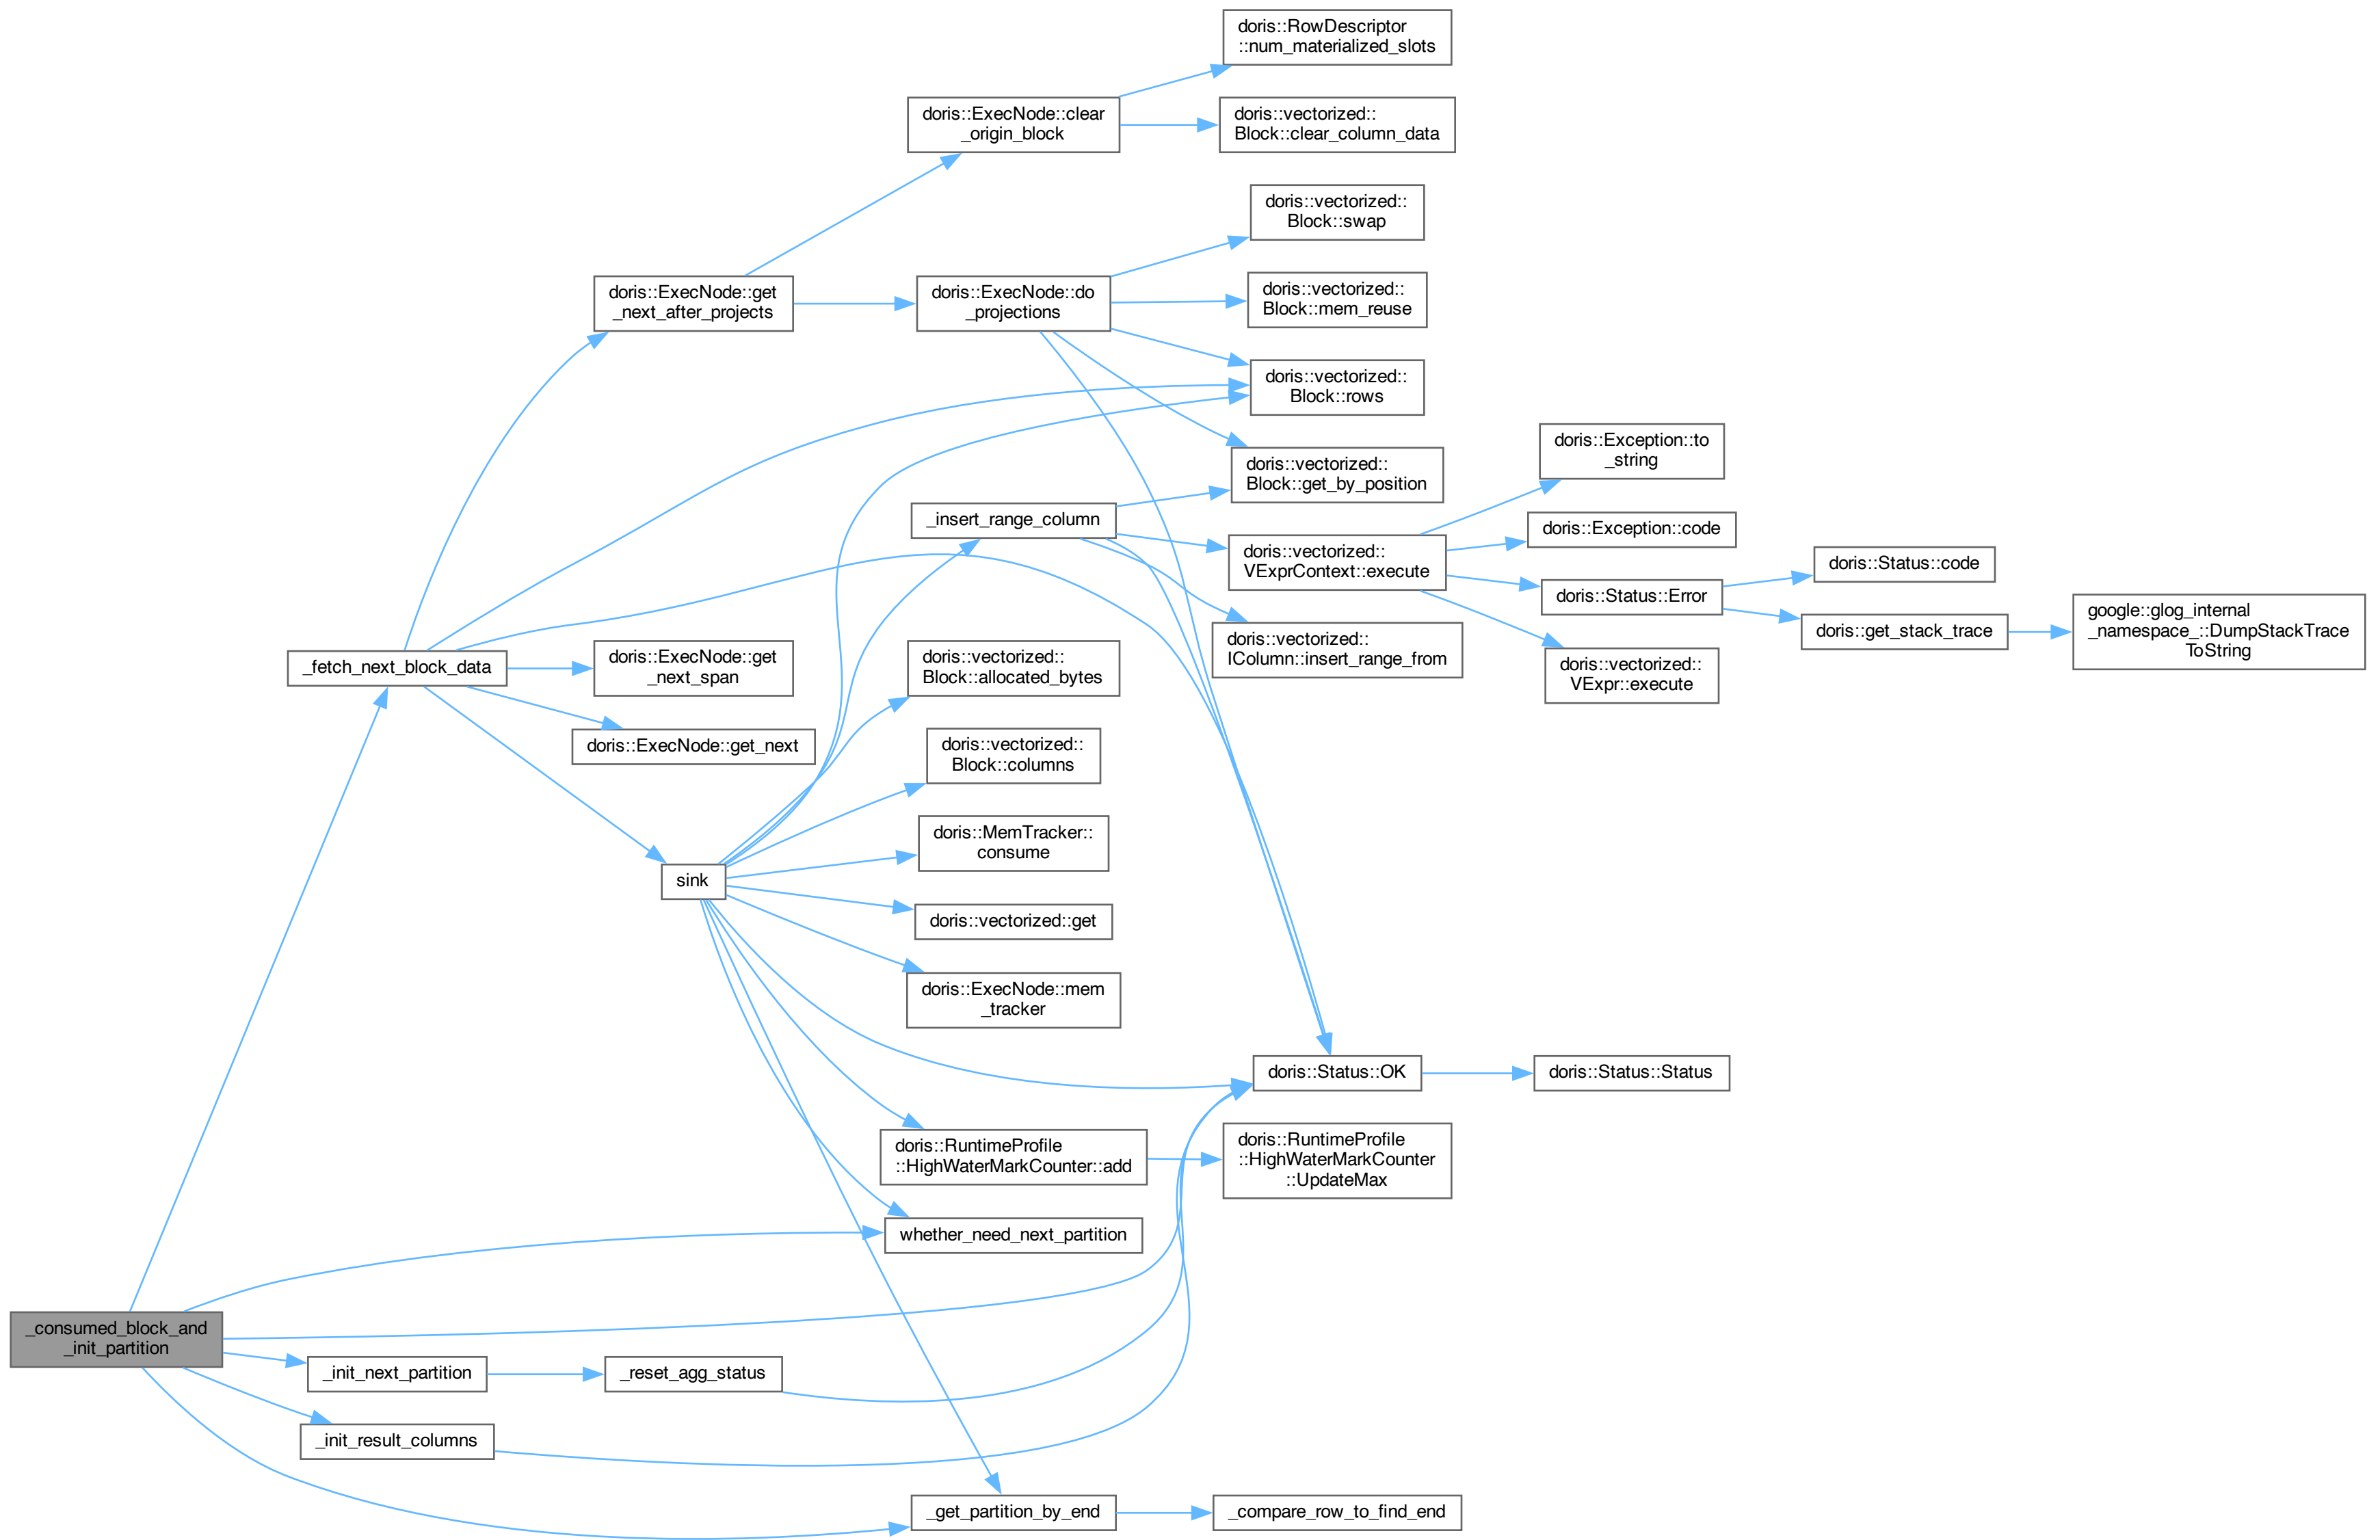 doris::RowDescriptor
::num_materialized_slots
doris::ExecNode::clear
_origin_block
doris::vectorized::
Block::clear_column_data
doris::vectorized::
Block::swap
doris::ExecNode::get
_next_after_projects
doris::ExecNode::do
_projections
doris::vectorized::
Block::mem_reuse
doris::vectorized::
Block::rows
doris::Exception::to
_string
doris::vectorized::
Block::get_by_position
_insert_range_column
doris::Exception::code
doris::vectorized::
VExprContext::execute
doris::Status::Error
doris::Status::code
doris::get_stack_trace
google::glog_internal
_namespace_::DumpStackTrace
ToString
doris::vectorized::
IColumn::insert_range_from
doris::vectorized::
VExpr::execute
_fetch_next_block_data
doris::ExecNode::get
_next_span
doris::vectorized::
Block::allocated_bytes
doris::ExecNode::get_next
doris::vectorized::
Block::columns
doris::MemTracker::
consume
sink
doris::vectorized::get
doris::ExecNode::mem
_tracker
doris::Status::OK
doris::Status::Status
doris::RuntimeProfile
::HighWaterMarkCounter::add
doris::RuntimeProfile
::HighWaterMarkCounter
::UpdateMax
whether_need_next_partition
_consumed_block_and
_init_partition
_init_next_partition
_reset_agg_status
_init_result_columns
_get_partition_by_end
_compare_row_to_find_end